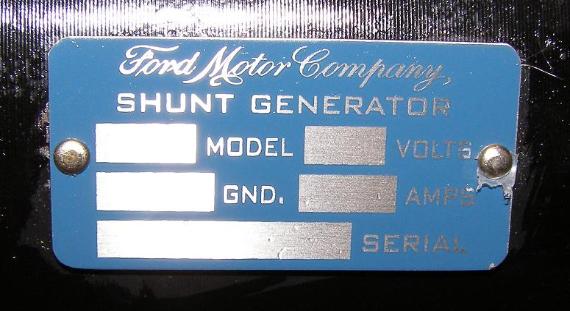 Ford Motor Company,
SHUNT GENERATOR
MODEL VOLTS
GND. AMPS
SERIAL